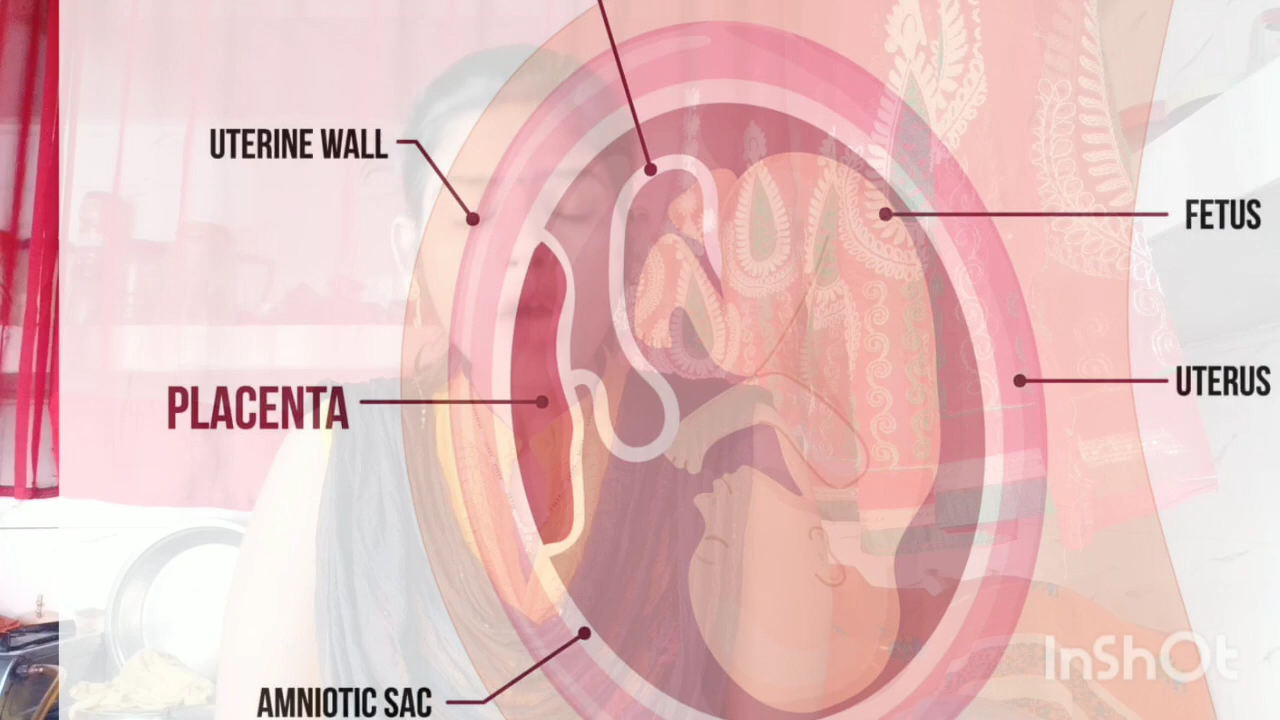 UTERINE WALL
FETUS
UTERUS
PLACENTA
AMNIOTIC SAC
InShOt